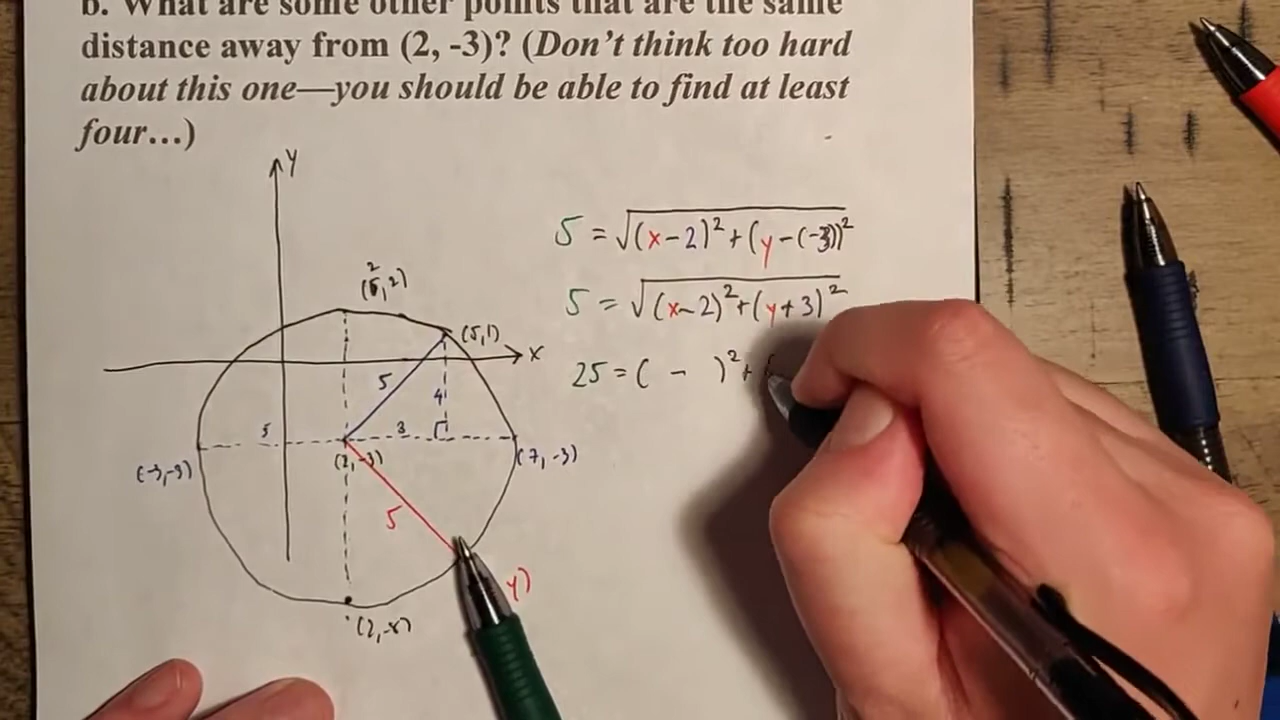 b. What are some other points that are the same
distance away from (2, -3)? (Don't think too hard
about this one—you should be able to find at least
four…)
Y
5 = √(x-2)²+(y-(-3))²
2
(5,2)
5 = √(x-2)²+(y+3)²
(5,1)
X
25 = ( - )²+ (
5
4
5
3
(-3,-3)
(2,-3)
(7,-3)
5
y)
(2,-8)